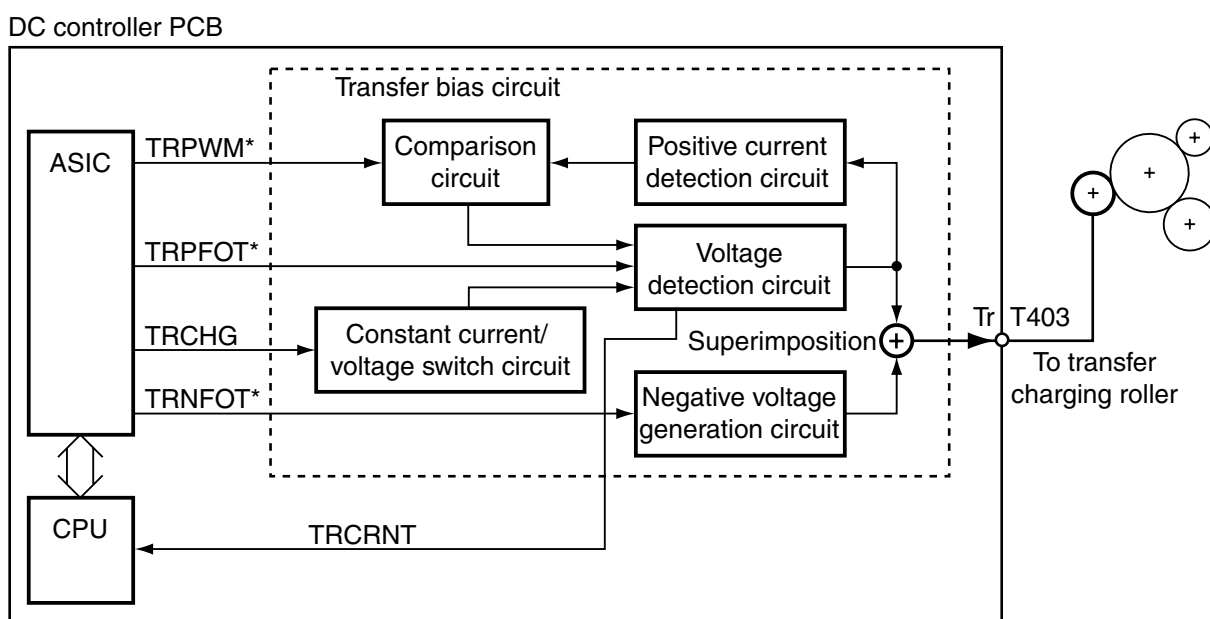 DC controller PCB
Transfer bias circuit
ASIC
TRPWM*
Comparison
circuit
Positive current
detection circuit
TRPFOT*
Voltage
detection circuit
TRCHG
Constant current/
voltage switch circuit
Superimposition
Tr
T403
To transfer
charging roller
TRNFOT*
Negative voltage
generation circuit
CPU
TRCRNT